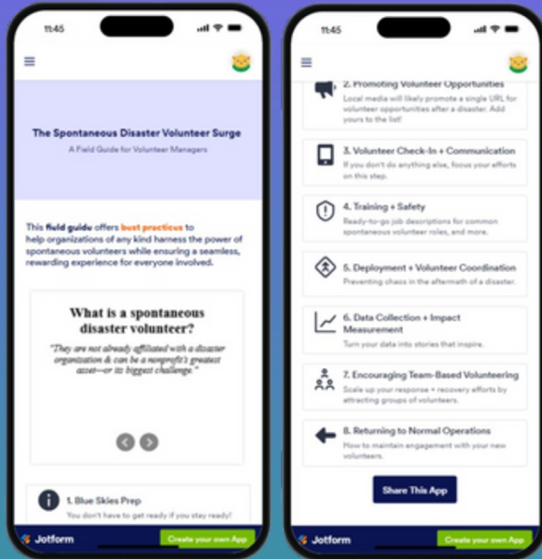 11:45
The Spontaneous Disaster Volunteer Surge
A Field Guide for Volunteer Managers
This field guide offers best practices to
help organizations of any kind harness the power of
spontaneous volunteers while ensuring a seamless,
rewarding experience for everyone involved.
What is a spontaneous
disaster volunteer?
"They are not already affiliated with a disaster
organization & can be a nonprofit's greatest
asset—or its biggest challenge."
1. Blue Skies Prep
You don't have to get ready if you stay ready!
Jotform
Create your own App
11:45
2. Promoting Volunteer Opportunities
Local media will likely promote a single URL for
volunteer opportunities after a disaster. Add
yours to the list!
3. Volunteer Check-In + Communication
If you don't do anything else, focus your efforts
on this step.
4. Training + Safety
Ready-to-go job descriptions for common
spontaneous volunteer roles, and more.
5. Deployment + Volunteer Coordination
Preventing chaos in the aftermath of a disaster.
6. Data Collection + Impact
Measurement
Turn your data into stories that inspire.
7. Encouraging Team-Based Volunteering
Scale up your response + recovery efforts by
attracting groups of volunteers.
8. Returning to Normal Operations
How to maintain engagement with your new
volunteers.
Share This App
Jotform
Create your own App